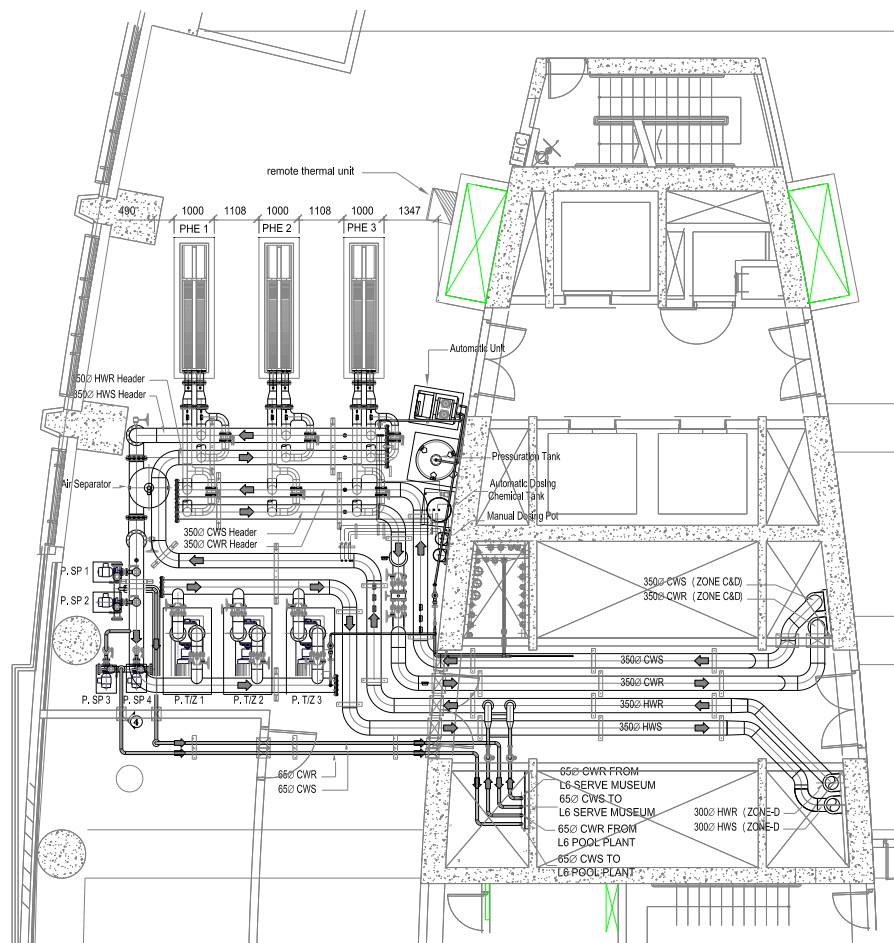 FHC
remote thermal unit
490 1000 1108 1000 1108 1000 1347
PHE 1 PHE 2 PHE 3
Automatic Unit
350Ø HWR Header
350Ø HWS Header
Pressuration Tank
Air Separator
Automatic Dosing
Chemical Tank
Manual Dosing Pot
350Ø CWS Header
350Ø CWR Header
P. SP 1
P. SP 2
350Ø CWS (ZONE C&D)
350Ø CWR (ZONE C&D)
350Ø CWS
350Ø CWR
350Ø HWR
350Ø HWS
P. SP 3 P. SP 4 P. T/Z 1 P. T/Z 2 P. T/Z 3
4
65Ø CWR
65Ø CWS
65Ø CWR FROM
L6 SERVE MUSEUM
65Ø CWS TO
L6 SERVE MUSEUM
65Ø CWR FROM
L6 POOL PLANT
65Ø CWS TO
L6 POOL PLANT
300Ø HWR (ZONE-D
300Ø HWS (ZONE-D